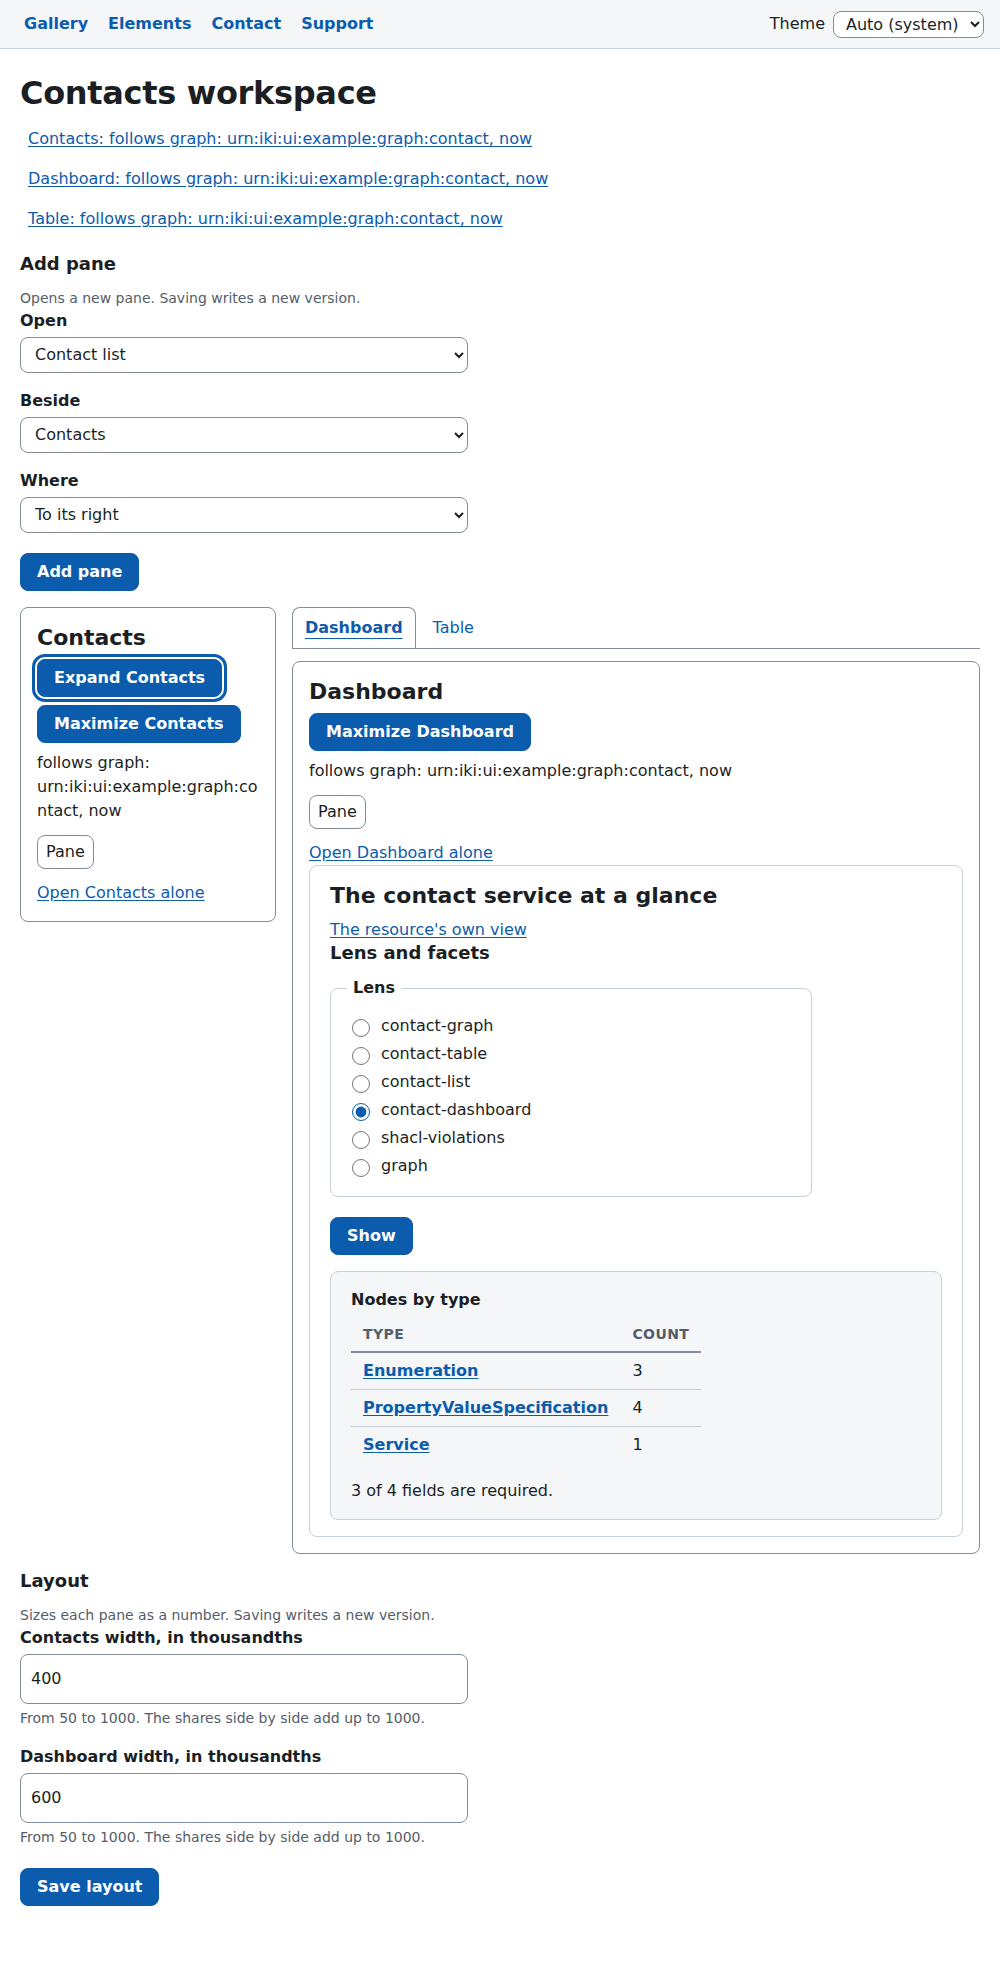 Gallery Elements Contact Support Theme Auto (system)
Contacts workspace
Contacts: follows graph: urn:iki:ui:example:graph:contact, now
Dashboard: follows graph: urn:iki:ui:example:graph:contact, now
Table: follows graph: urn:iki:ui:example:graph:contact, now
Add pane
Opens a new pane. Saving writes a new version.
Open
Contact list
Beside
Contacts
Where
To its right
Add pane
Contacts
Expand Contacts
Maximize Contacts
follows graph:
urn:iki:ui:example:graph:co
ntact, now
Pane
Open Contacts alone
Dashboard Table
Dashboard
Maximize Dashboard
follows graph: urn:iki:ui:example:graph:contact, now
Pane
Open Dashboard alone
The contact service at a glance
The resource's own view
Lens and facets
Lens
contact-graph
contact-table
contact-list
contact-dashboard
shacl-violations
graph
Show
Nodes by type
TYPE COUNT
Enumeration 3
PropertyValueSpecification 4
Service 1
3 of 4 fields are required.
Layout
Sizes each pane as a number. Saving writes a new version.
Contacts width, in thousandths
400
From 50 to 1000. The shares side by side add up to 1000.
Dashboard width, in thousandths
600
From 50 to 1000. The shares side by side add up to 1000.
Save layout